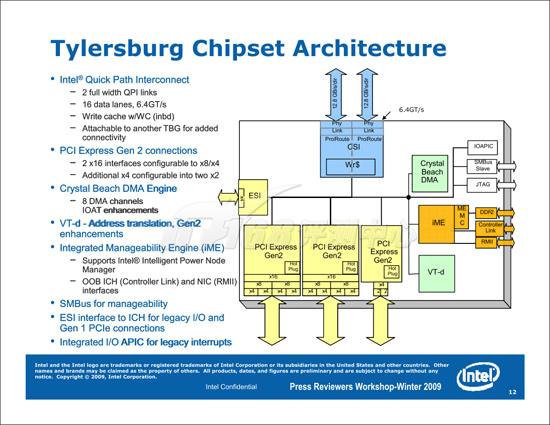 Tylersburg Chipset Architecture
• Intel® Quick Path Interconnect
– 2 full width QPI links
– 16 data lanes, 6.4GT/s
– Write cache w/WC (inbd)
– Attachable to another TBG for added
connectivity
• PCI Express Gen 2 connections
– 2 x16 interfaces configurable to x8/x4
– Additional x4 configurable into two x2
• Crystal Beach DMA Engine
– 8 DMA channels
IOAT enhancements
• VT-d - Address translation, Gen2
enhancements
• Integrated Manageability Engine (iME)
– Supports Intel® Intelligent Power Node
Manager
– OOB ICH (Controller Link) and NIC (RMII)
interfaces
• SMBus for manageability
• ESI interface to ICH for legacy I/O and
Gen 1 PCIe connections
• Integrated I/O APIC for legacy interrupts
12.8 GB/s/dir
12.8 GB/s/dir
6.4GT/s
Phy Phy
Link Link
ProRoute ProRoute
CSI
Wr$
ESI
Crystal
Beach
DMA
IOAPIC
SMBus
Slave
JTAG
iME
ME
M
C
DDR2
Controller
Link
RMII
VT-d
PCI Express
Gen2
Hot
Plug
x16
x8 x8
x4 x4 x4 x4
PCI Express
Gen2
Hot
Plug
x16
x8 x8
x4 x4 x4 x4
PCI
Express
Gen2
Hot
Plug
x4
2 2
Intel and the Intel logo are trademarks or registered trademarks of Intel Corporation or its subsidiaries in the United States and other countries. Other
names and brands may be claimed as the property of others. All products, dates, and figures are preliminary and are subject to change without any
notice. Copyright © 2009, Intel Corporation.
Intel Confidential
Press Reviewers Workshop-Winter 2009
intel
12